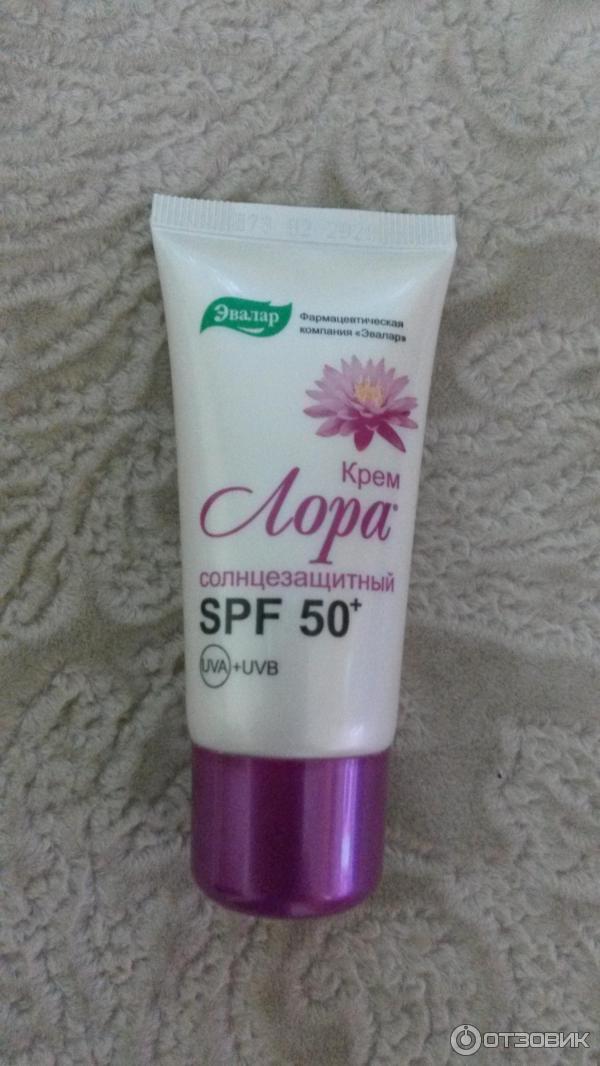 Эвалар
Фармацевтическая
компания «Эвалар»
Крем
Лора®
солнцезащитный
SPF 50+
UVA+UVB
ОТЗОВИК